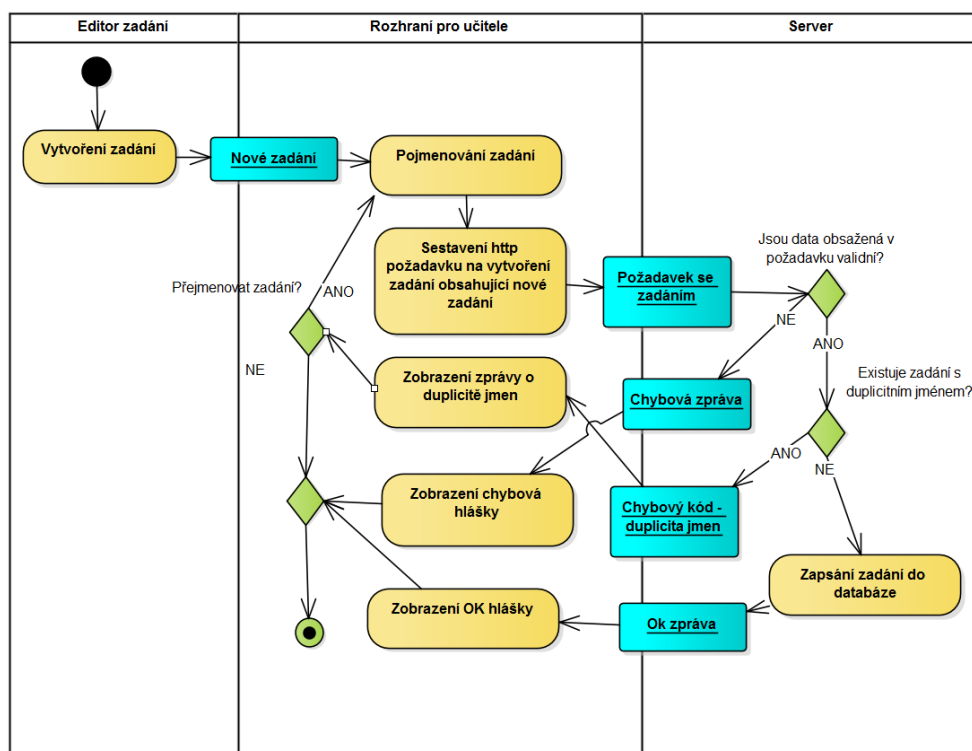 Editor zadání
Rozhraní pro učitele
Server
Vytvoření zadání
Nové zadání
Pojmenování zadání
Jsou data obsažená v
požadavku validní?
Sestavení http
požadavku na vytvoření
zadání obsahující nové
zadání
Požadavek se
zadáním
Přejmenovat zadání?
ANO
NE
ANO
NE
Zobrazení zprávy o
duplicitě jmen
Chybová zpráva
Existuje zadání s
duplicitním jménem?
ANO
NE
Zobrazení chybová
hlášky
Chybový kód -
duplicita jmen
Zapsání zadání do
databáze
Zobrazení OK hlášky
Ok zpráva